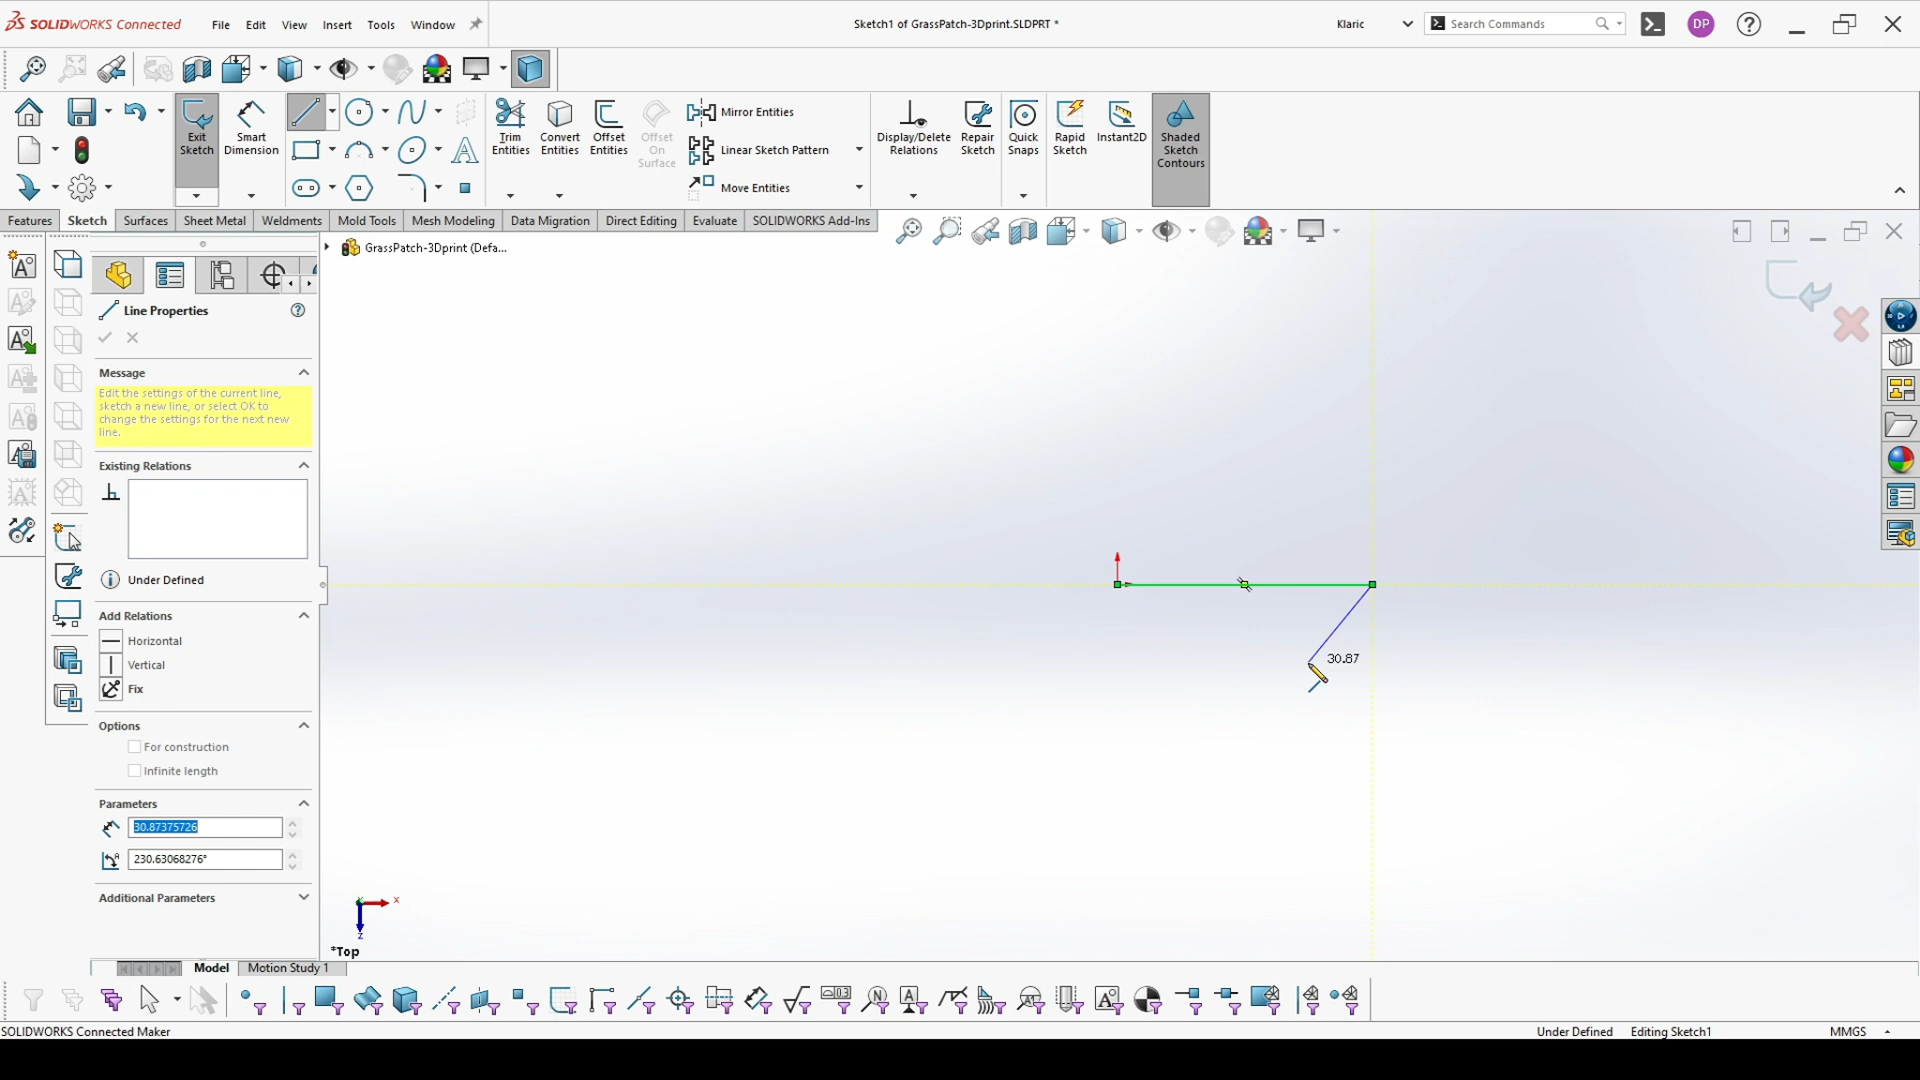 SOLIDWORKS Connected
File
Edit
View
Insert
Tools
Window
Sketch1 of GrassPatch-3Dprint.SLDPRT *
Klaric
Search Commands
DP
Exit
Sketch
Smart
Dimension
Trim
Entities
Convert
Entities
Offset
Entities
Offset
On
Surface
Mirror Entities
Linear Sketch Pattern
Move Entities
Display/Delete
Relations
Repair
Sketch
Quick
Snaps
Rapid
Sketch
Instant2D
Shaded
Sketch
Contours
Features
Sketch
Surfaces
Sheet Metal
Weldments
Mold Tools
Mesh Modeling
Data Migration
Direct Editing
Evaluate
SOLIDWORKS Add-Ins
GrassPatch-3Dprint (Defa...
Line Properties
Message
Edit the settings of the current line,
sketch a new line, or select OK to
change the settings for the next new
line.
Existing Relations
Under Defined
Add Relations
Horizontal
Vertical
Fix
Options
For construction
Infinite length
Parameters
30.87375726
230.63068276°
Additional Parameters
30.87
x
z
*Top
Model
Motion Study 1
SOLIDWORKS Connected Maker
Under Defined
Editing Sketch1
MMGS